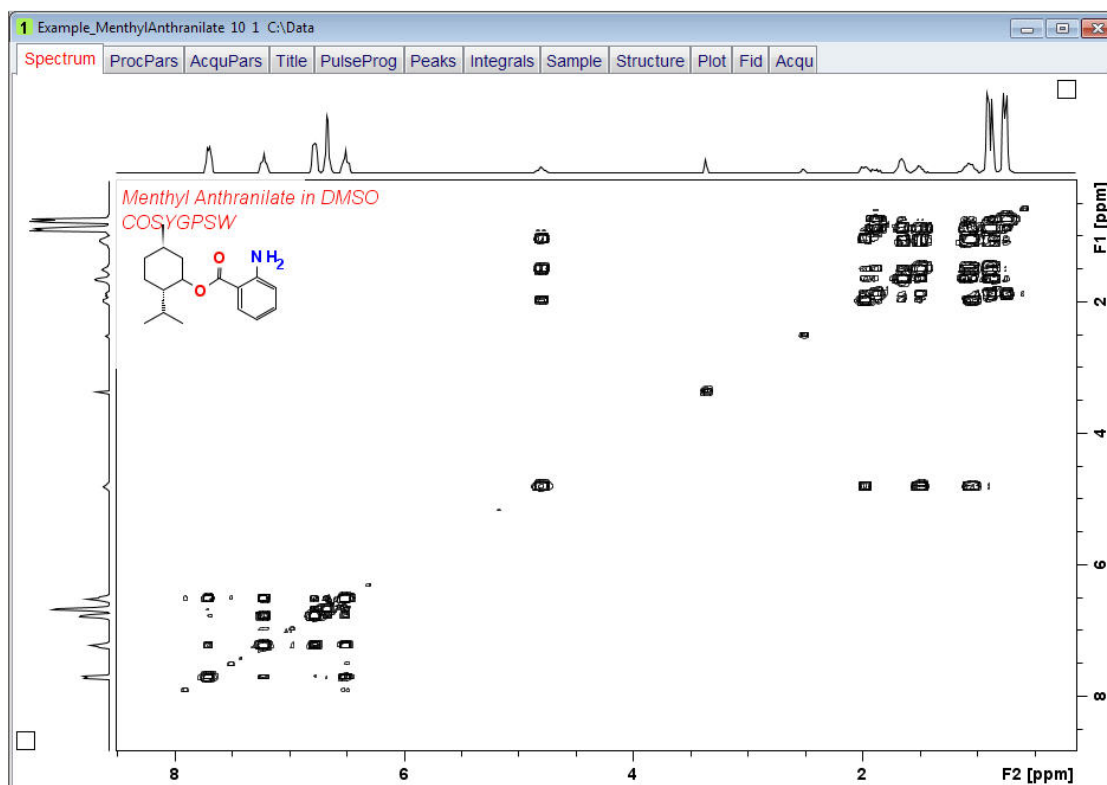 1 Example_MenthylAnthranilate 10 1 C:\Data
Spectrum ProcPars AcquPars Title PulseProg Peaks Integrals Sample Structure Plot Fid Acqu
Menthyl Anthranilate in DMSO
COSYGPSW
O NH2
O
F1 [ppm]
2
4
6
8
8 6 4 2 F2 [ppm]